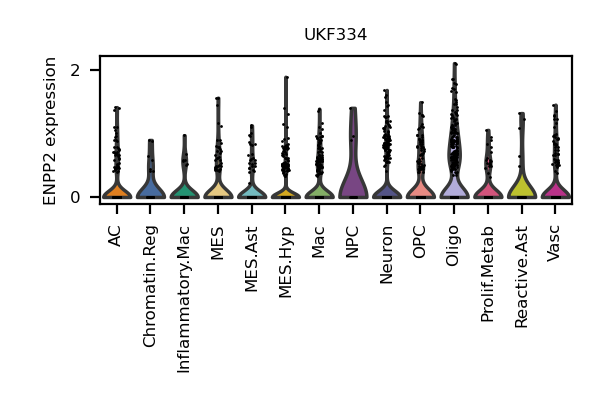 UKF334
ENPP2 expression
2
0
AC
Chromatin.Reg
Inflammatory.Mac
MES
MES.Ast
MES.Hyp
Mac
NPC
Neuron
OPC
Oligo
Prolif.Metab
Reactive.Ast
Vasc